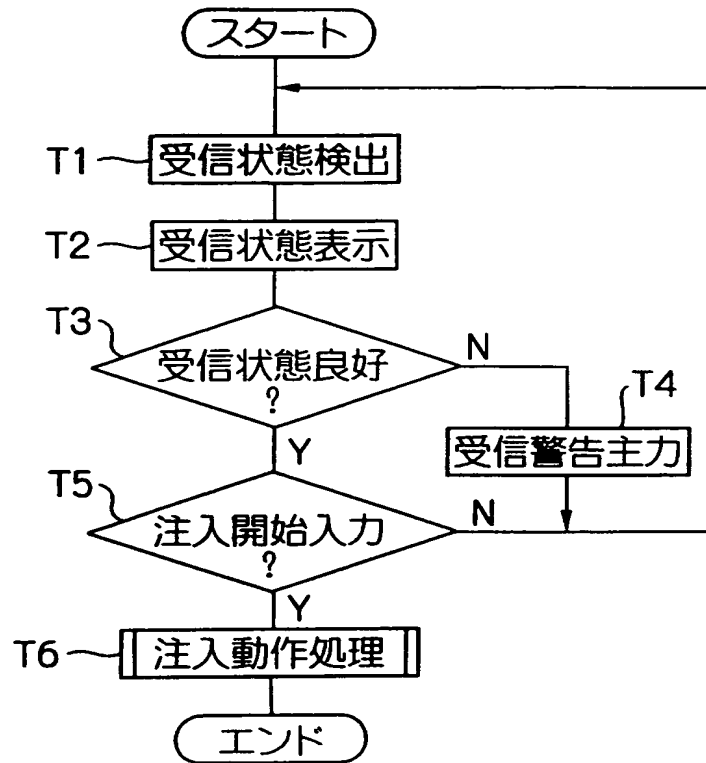 スタート
T1
受信状態検出
T2
受信状態表示
T3
受信状態良好
?
N
Y
T4
受信警告主力
T5
注入開始入力
?
N
Y
T6
注入動作処理
エンド